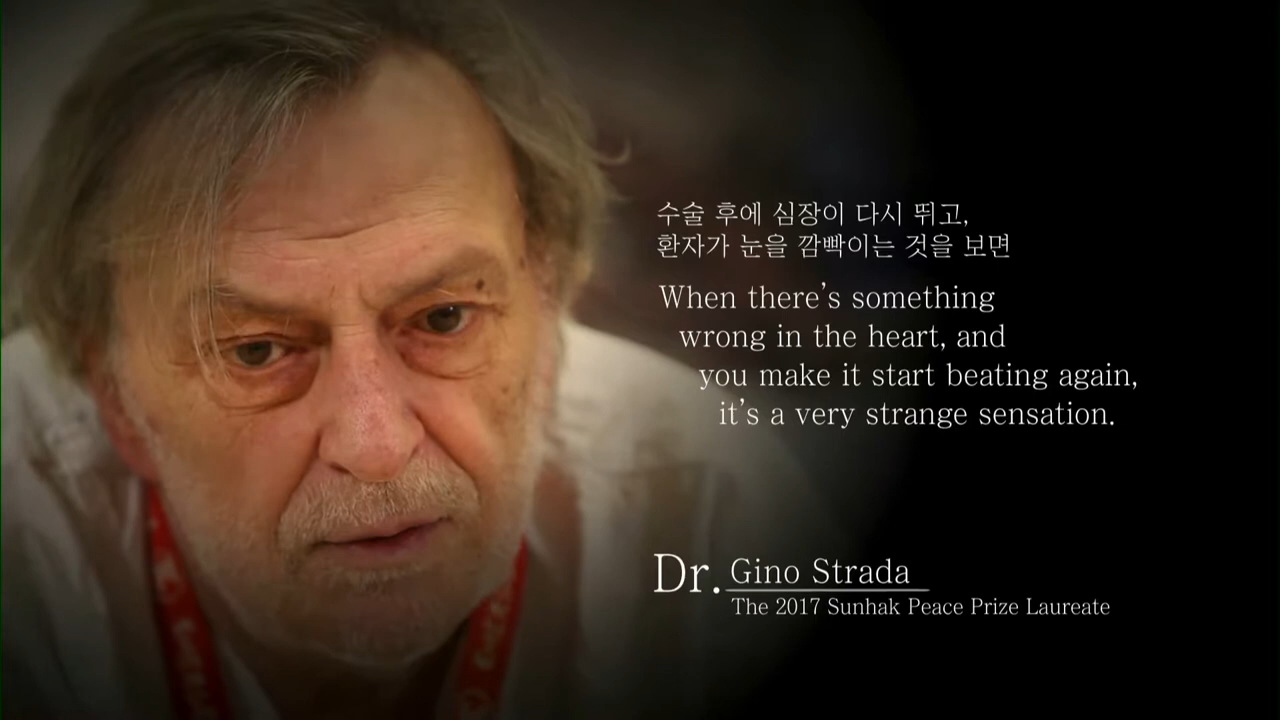 수술 후에 심장이 다시 뛰고,
환자가 눈을 깜빡이는 것을 보면
When there's something
wrong in the heart, and
you make it start beating again,
it's a very strange sensation.
Dr. Gino Strada
The 2017 Sunhak Peace Prize Laureate